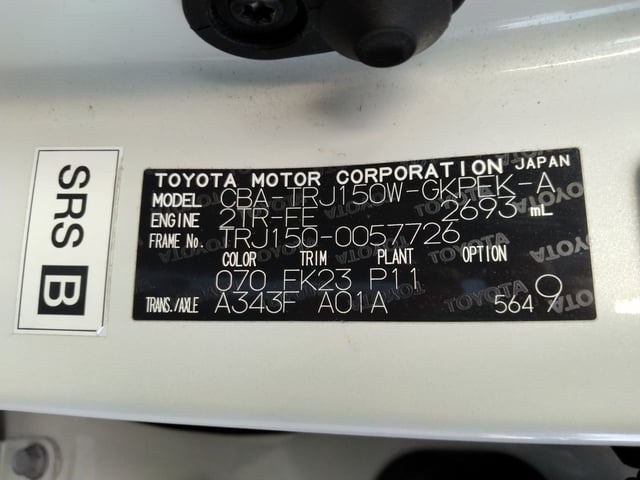 SRS B
TOYOTA MOTOR CORPORATION JAPAN
MODEL CBA-TRJ150W-GKPEK-A
ENGINE 2TR-FE 2693 mL
FRAME No. TRJ150-0057726
COLOR TRIM PLANT OPTION
070 FK23 P11
TRANS./AXLE A343F A01A 564 9